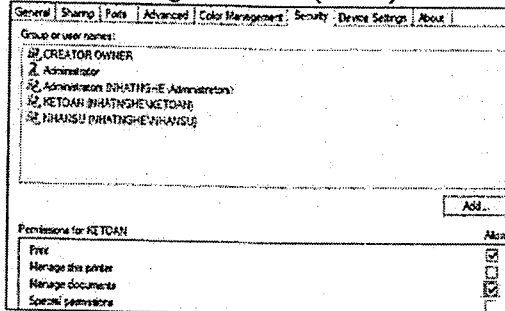 General Sharing Ports Advanced Color Management Security Device Settings About
Group or user names:
CREATOR OWNER
Administrator
Administrators (NHATNGHE\Administrators)
KETOAN (NHATNGHE\KETOAN)
NHANSU (NHATNGHE\NHANSU)
Add...
Permissions for KETOAN Allow
Print
Manage this printer
Manage documents
Special permissions